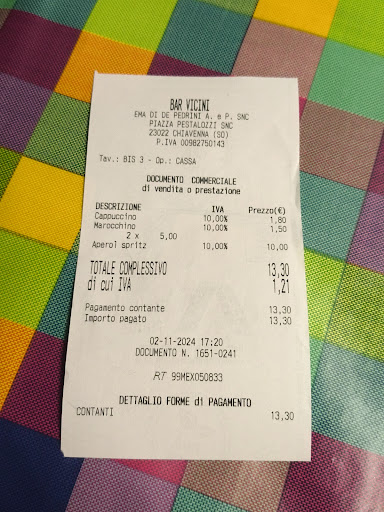 BAR VICINI
EMA DI DE PEDRINI A. e P. SNC
PIAZZA PESTALOZZI SNC
23022 CHIAVENNA (SO)
P.IVA 00982750143
Tav.: BIS 3 - Op.: CASSA
DOCUMENTO COMMERCIALE
di vendita o prestazione
DESCRIZIONE IVA Prezzo(€)
Cappuccino 10,00% 1,80
Marocchino 10,00% 1,50
2 x 5,00
Aperol spritz 10,00% 10,00
TOTALE COMPLESSIVO 13,30
di cui IVA 1,21
Pagamento contante 13,30
Importo pagato 13,30
02-11-2024 17:20
DOCUMENTO N. 1651-0241
RT 99MEX050833
DETTAGLIO FORME di PAGAMENTO
CONTANTI 13,30